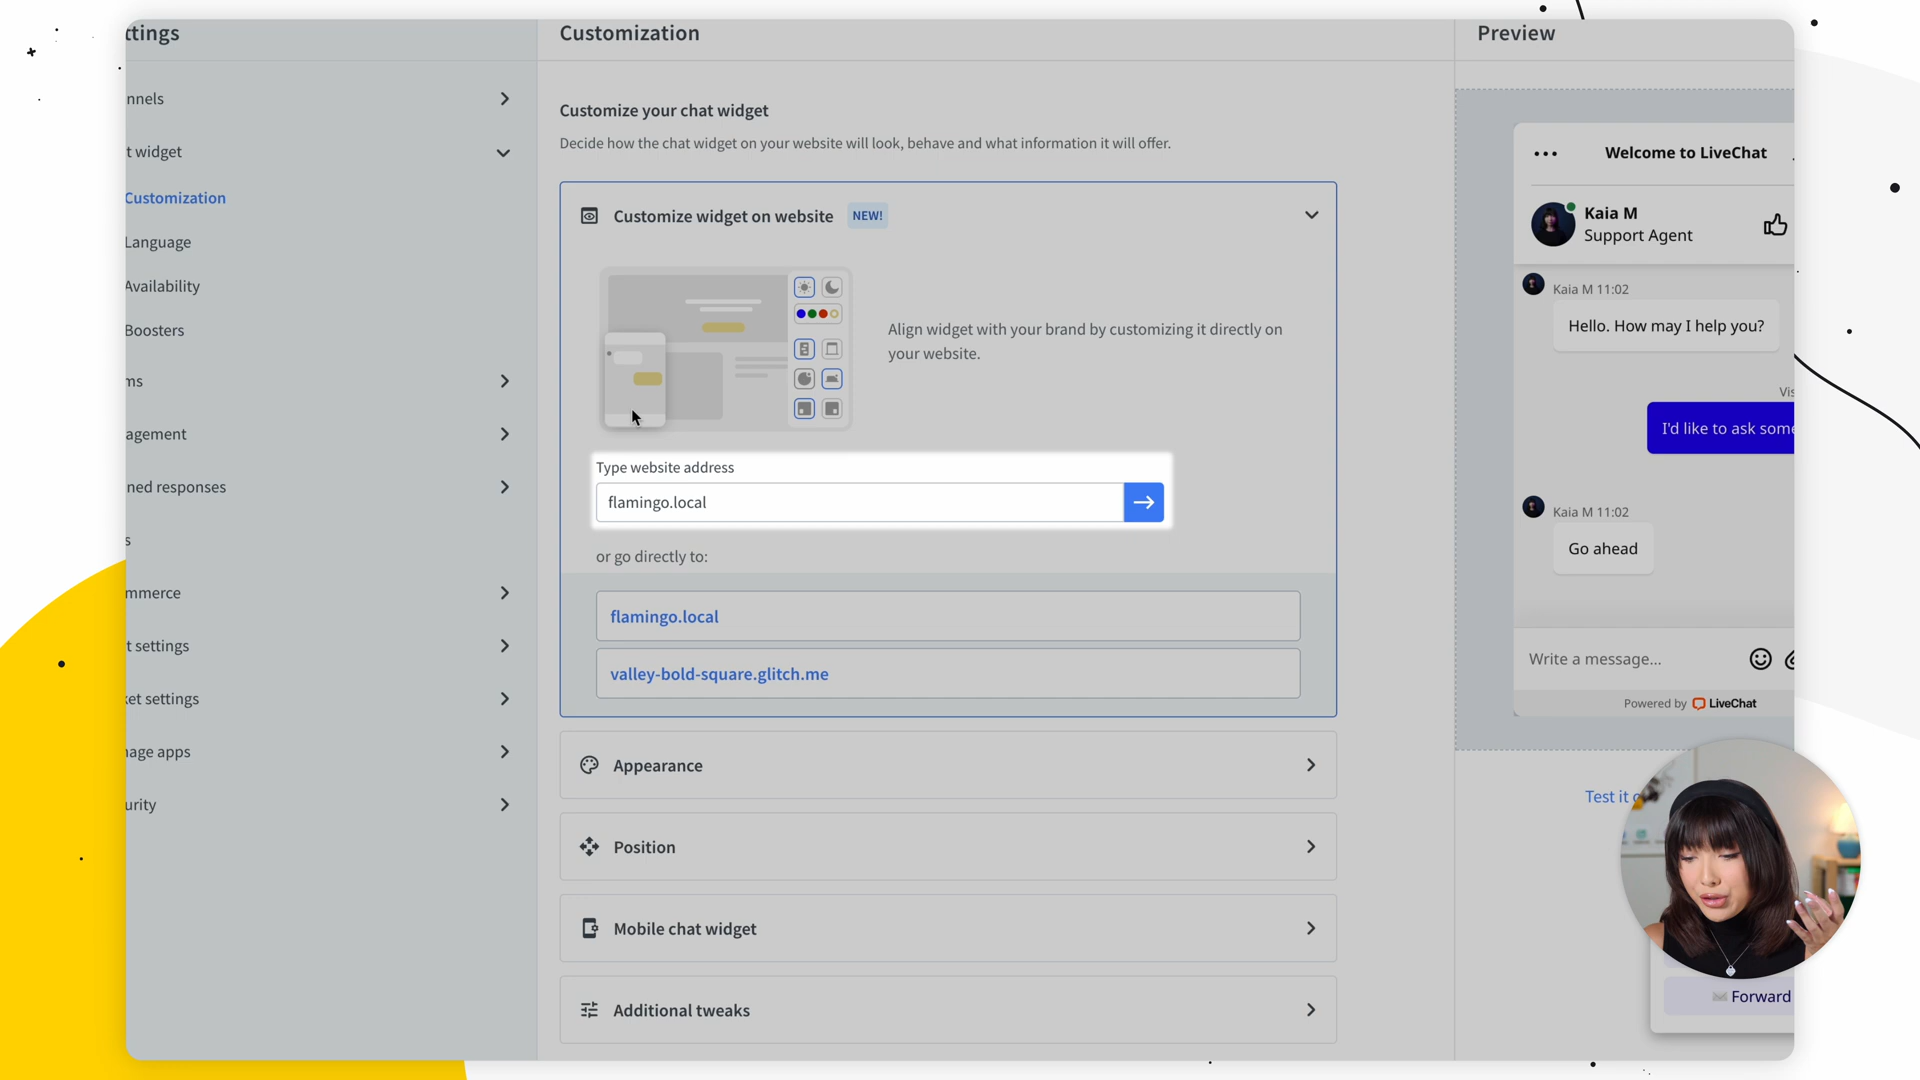 ttings
nnels
t widget
Customization
Language
Availability
Boosters
ms
agement
ned responses
s
mmerce
t settings
ket settings
nage apps
urity
Customization
Customize your chat widget
Decide how the chat widget on your website will look, behave and what information it will offer.
Customize widget on website NEW!
Align widget with your brand by customizing it directly on
your website.
Type website address
flamingo.local
or go directly to:
flamingo.local
valley-bold-square.glitch.me
Appearance
Position
Mobile chat widget
Additional tweaks
Preview
Welcome to LiveChat
Kaia M
Support Agent
Kaia M 11:02
Hello. How may I help you?
Vis
I'd like to ask some
Kaia M 11:02
Go ahead
Write a message...
Powered by LiveChat
Test it o
Forward